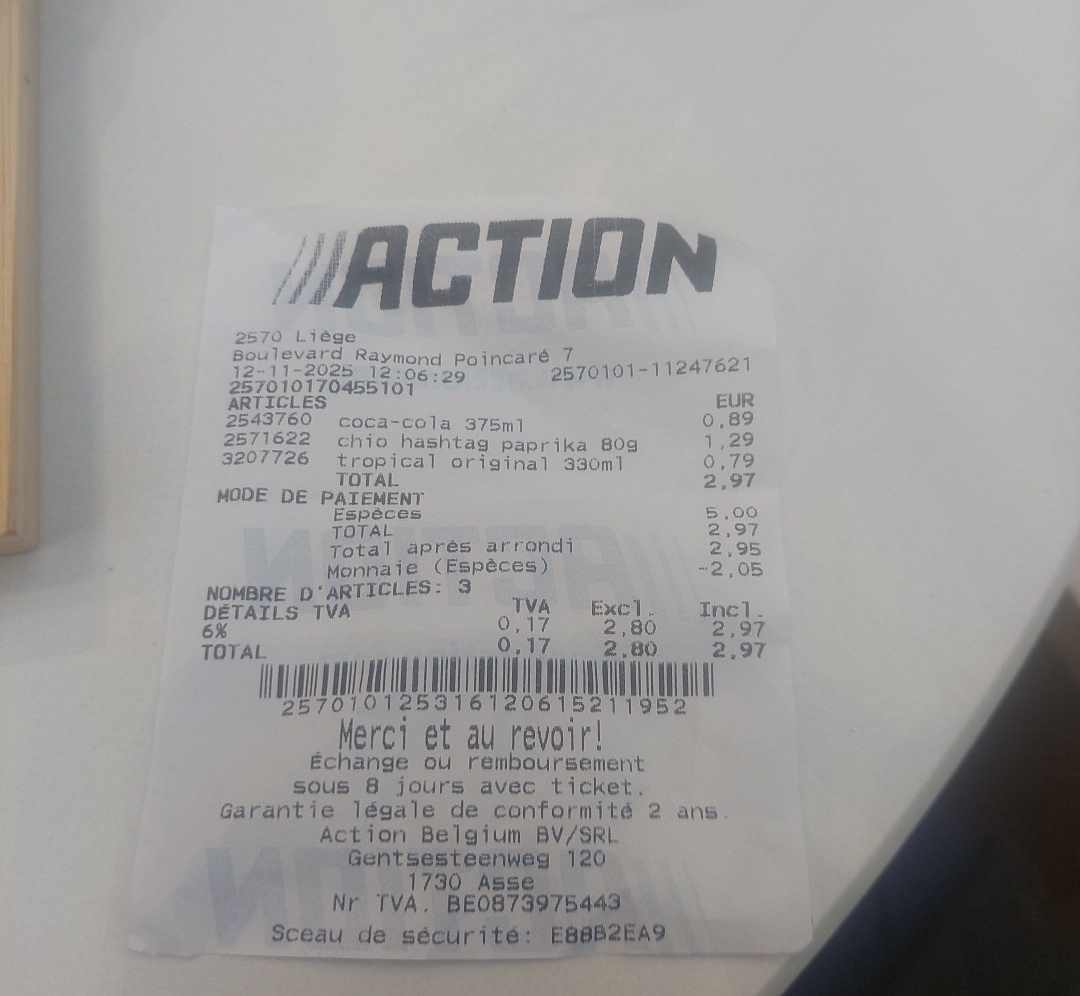 ACTION
2570 Liège
Boulevard Raymond Poincaré 7
12-11-2025 12:06:29 2570101-11247621
257010170455101
ARTICLES EUR
2543760 coca-cola 375ml 0,89
2571622 chio hashtag paprika 80g 1,29
3207726 tropical original 330ml 0,79
TOTAL 2,97
MODE DE PAIEMENT
Espèces 5,00
TOTAL 2,97
Total après arrondi 2,95
Monnaie (Espèces) -2,05
NOMBRE D'ARTICLES: 3
DÉTAILS TVA TVA Excl. Incl.
6% 0,17 2,80 2,97
TOTAL 0,17 2,80 2,97
257010125316120615211952
Merci et au revoir!
Échange ou remboursement
sous 8 jours avec ticket.
Garantie légale de conformité 2 ans.
Action Belgium BV/SRL
Gentsesteenweg 120
1730 Asse
Nr TVA. BE0873975443
Sceau de sécurité: E88B2EA9